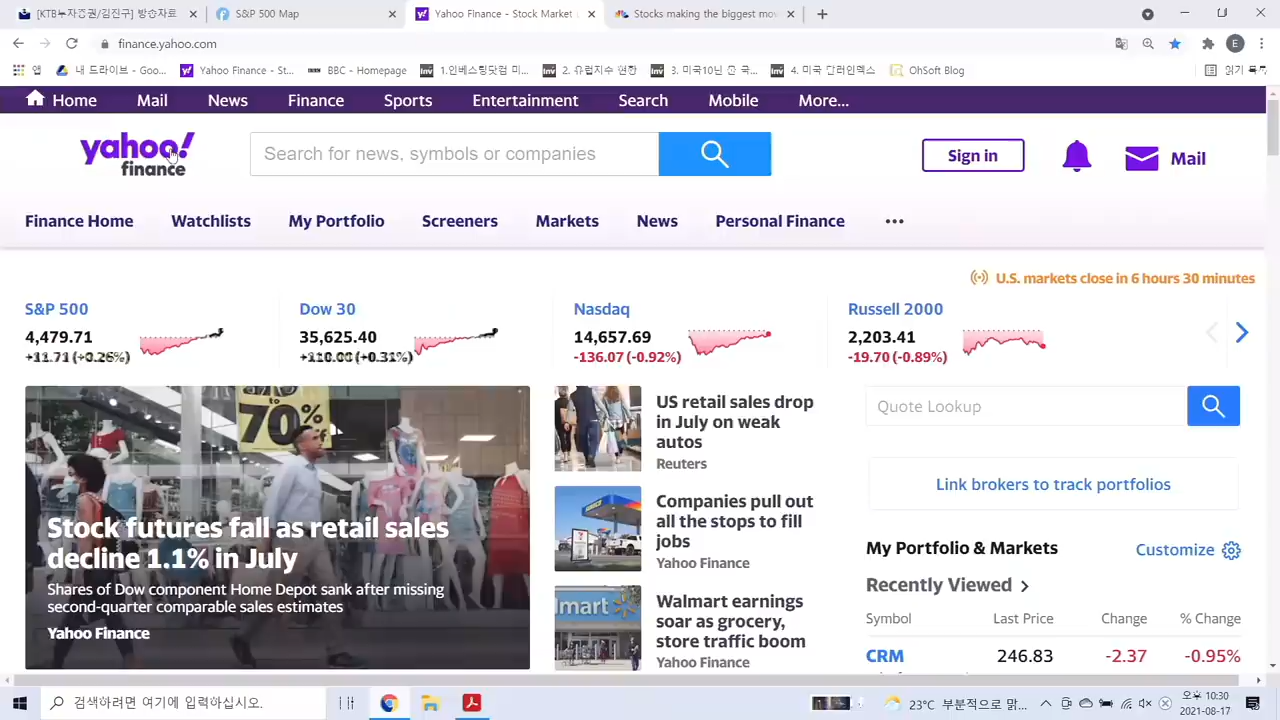 [KTB투자증권/김진구] 방송자료
S&P 500 Map
Yahoo Finance - Stock Market
Stocks making the biggest mov
finance.yahoo.com
E
앱
내 드라이브 - Goo...
Yahoo Finance - St...
BBC - Homepage
1.인베스팅닷컴 미...
2. 유럽지수 현황
3. 미국10년 손 국...
4. 미국 달러인덱스
OhSoft Blog
읽기 목록
Home
Mail
News
Finance
Sports
Entertainment
Search
Mobile
More...
yahoo!
finance
Search for news, symbols or companies
Sign in
Mail
Finance Home
Watchlists
My Portfolio
Screeners
Markets
News
Personal Finance
U.S. markets close in 6 hours 30 minutes
S&P 500
4,479.71
+11.71 (+0.26%)
Dow 30
35,625.40
+110.00 (+0.31%)
Nasdaq
14,657.69
-136.07 (-0.92%)
Russell 2000
2,203.41
-19.70 (-0.89%)
UP to
70%
Stock futures fall as retail sales
decline 1.1% in July
Shares of Dow component Home Depot sank after missing
second-quarter comparable sales estimates
Yahoo Finance
US retail sales drop
in July on weak
autos
Reuters
Companies pull out
all the stops to fill
jobs
Yahoo Finance
lmart
Walmart earnings
soar as grocery,
store traffic boom
Yahoo Finance
Quote Lookup
Link brokers to track portfolios
My Portfolio & Markets
Customize
Recently Viewed
Symbol
Last Price
Change
% Change
CRM
246.83
-2.37
-0.95%
검색하려면 여기에 입력하십시오.
23°C 부분적으로 맑...
오후 10:30
2021-08-17